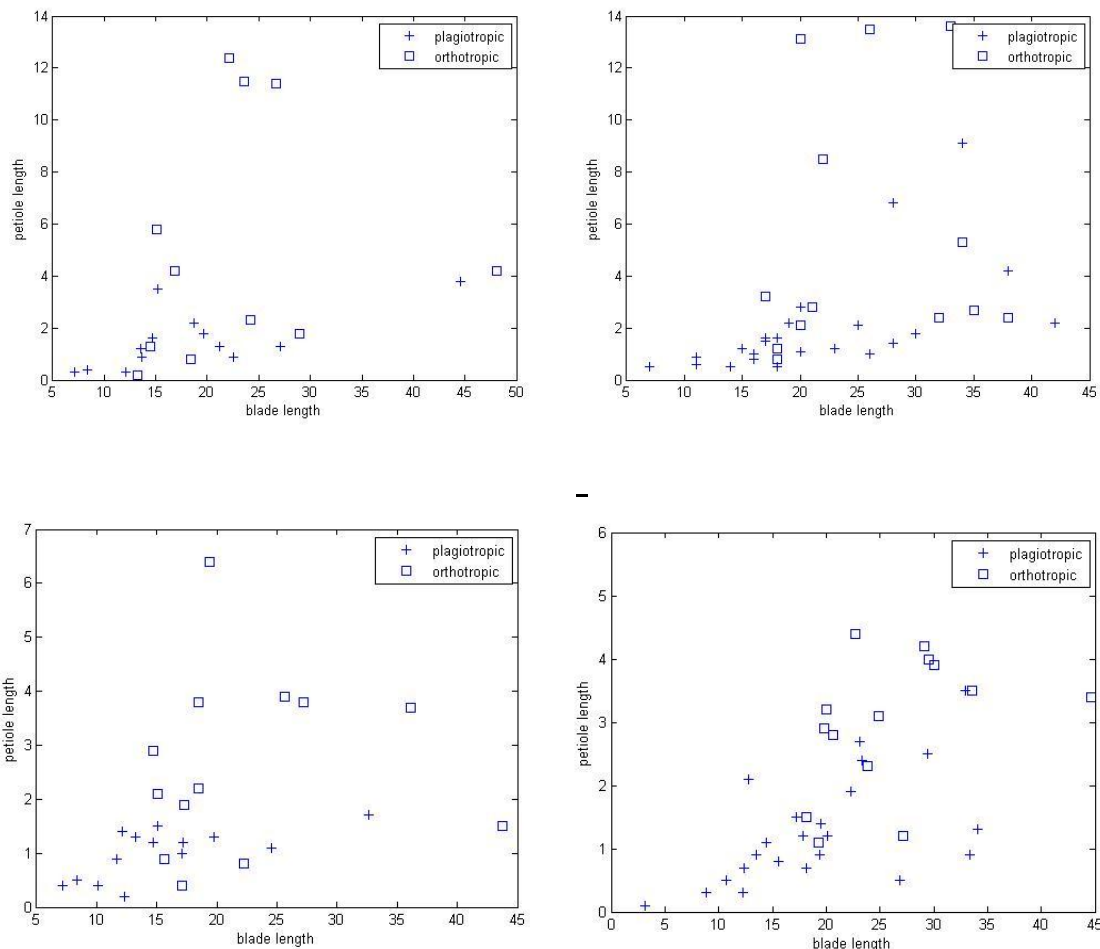 14
12
10
8
6
4
2
0
petiole length
plagiotropic
orthotropic
5 10 15 20 25 30 35 40 45 50
blade length
14
12
10
8
6
4
2
0
petiole length
plagiotropic
orthotropic
5 10 15 20 25 30 35 40 45
blade length
7
6
5
4
3
2
1
0
petiole length
plagiotropic
orthotropic
5 10 15 20 25 30 35 40 45
blade length
6
5
4
3
2
1
0
petiole length
plagiotropic
orthotropic
0 5 10 15 20 25 30 35 40 45
blade length